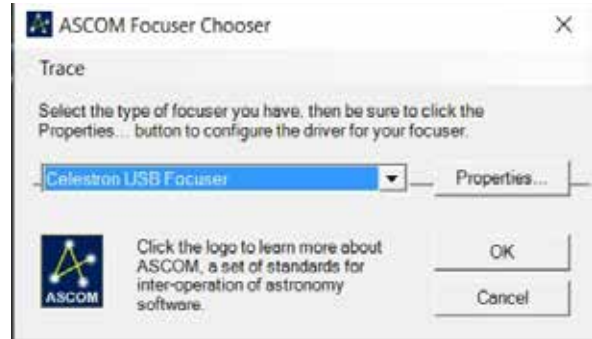 ASCOM Focuser Chooser
Trace
Select the type of focuser you have, then be sure to click the
Properties... button to configure the driver for your focuser.
Celestron USB Focuser
Properties...
ASCOM
Click the logo to learn more about
ASCOM, a set of standards for
inter-operation of astronomy
software.
OK
Cancel